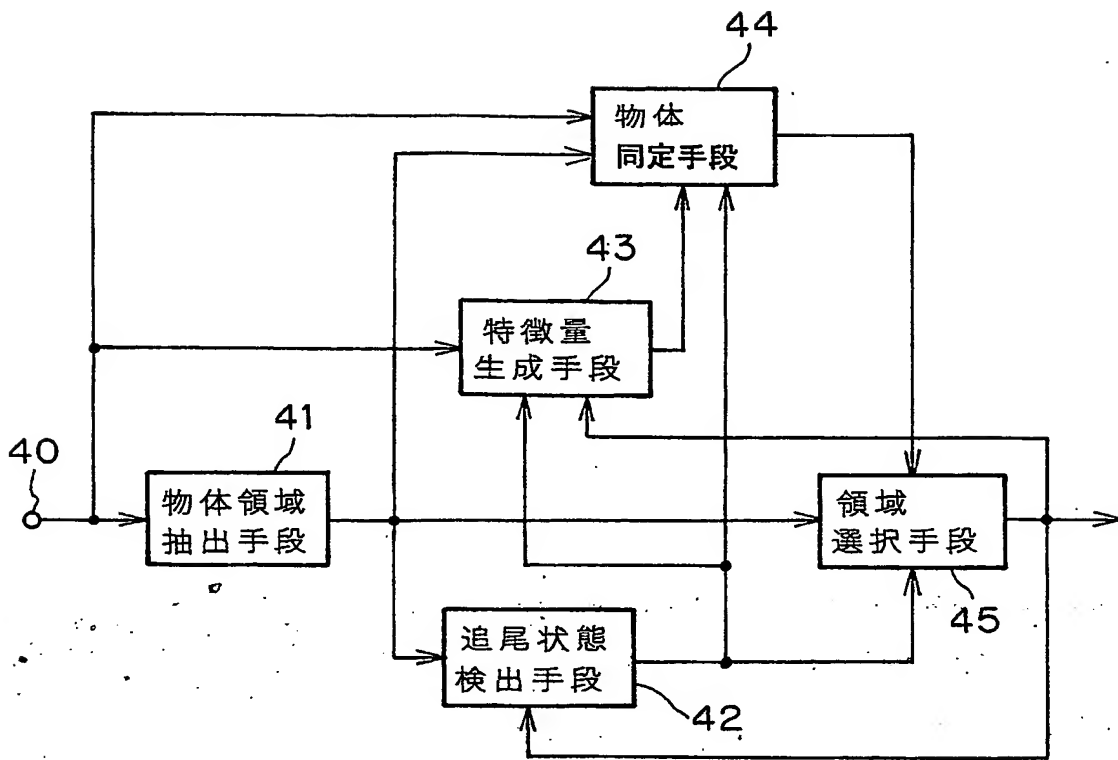 44
物体
同定手段
43
特徴量
生成手段
41
40
物体領域
抽出手段
領域
選択手段
45
追尾状態
検出手段
42